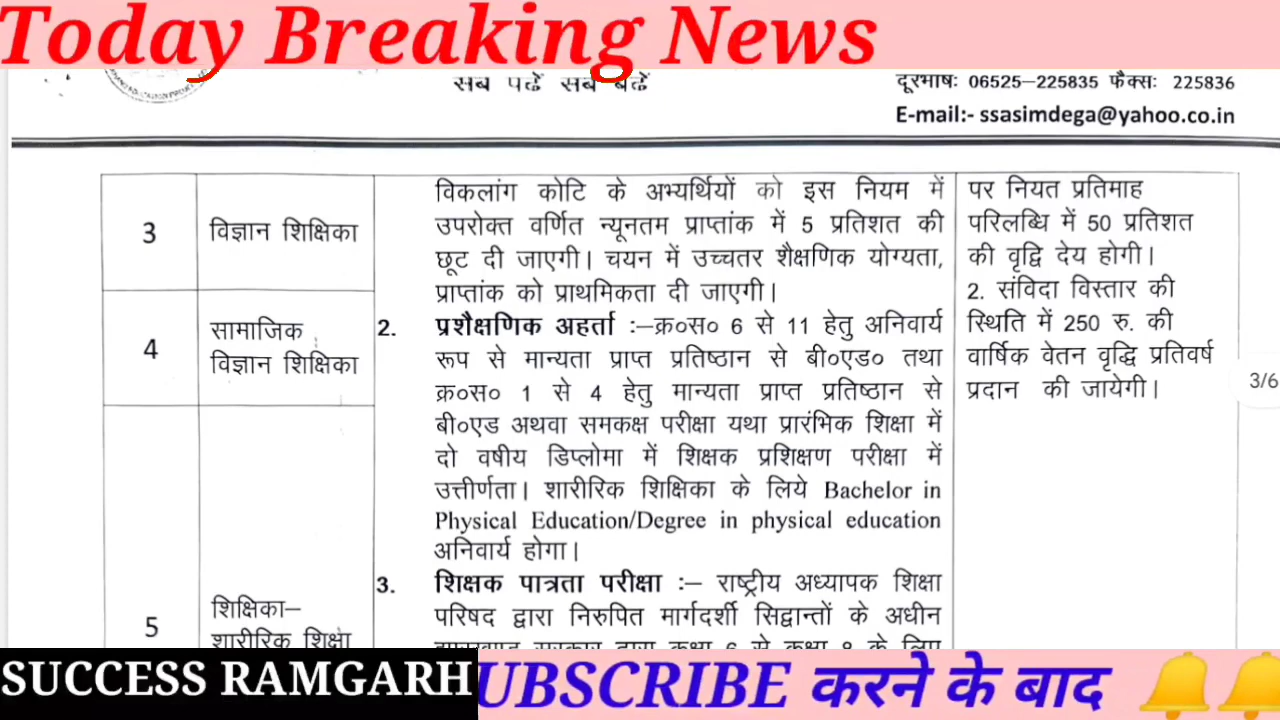 Today Breaking News
सब पढें सब बढें
दूरभाषः 06525-225835 फैक्सः 225836
E-mail:- ssasimdega@yahoo.co.in
3
विज्ञान शिक्षिका
4
सामाजिक
विज्ञान शिक्षिका
5
शिक्षिका–
शारीरिक शिक्षा
विकलांग कोटि के अभ्यर्थियों को इस नियम में
उपरोक्त वर्णित न्यूनतम प्राप्तांक में 5 प्रतिशत की
छूट दी जाएगी। चयन में उच्चतर शैक्षणिक योग्यता,
प्राप्तांक को प्राथमिकता दी जाएगी।
2. प्रशैक्षणिक अहर्ता :–क्र०स० 6 से 11 हेतु अनिवार्य
रूप से मान्यता प्राप्त प्रतिष्ठान से बी०एड० तथा
क्र०स० 1 से 4 हेतु मान्यता प्राप्त प्रतिष्ठान से
बी०एड अथवा समकक्ष परीक्षा यथा प्रारंभिक शिक्षा में
दो वषीय डिप्लोमा में शिक्षक प्रशिक्षण परीक्षा में
उत्तीर्णता। शारीरिक शिक्षिका के लिये Bachelor in
Physical Education/Degree in physical education
अनिवार्य होगा।
3. शिक्षक पात्रता परीक्षा :– राष्ट्रीय अध्यापक शिक्षा
परिषद द्वारा निरुपित मार्गदर्शी सिद्वान्तों के अधीन
पर नियत प्रतिमाह
परिलब्धि में 50 प्रतिशत
की वृद्वि देय होगी।
2. संविदा विस्तार की
स्थिति में 250 रु. की
वार्षिक वेतन वृद्धि प्रतिवर्ष
प्रदान की जायेगी।
3/6
SUCCESS RAMGARH
UBSCRIBE करने के बाद